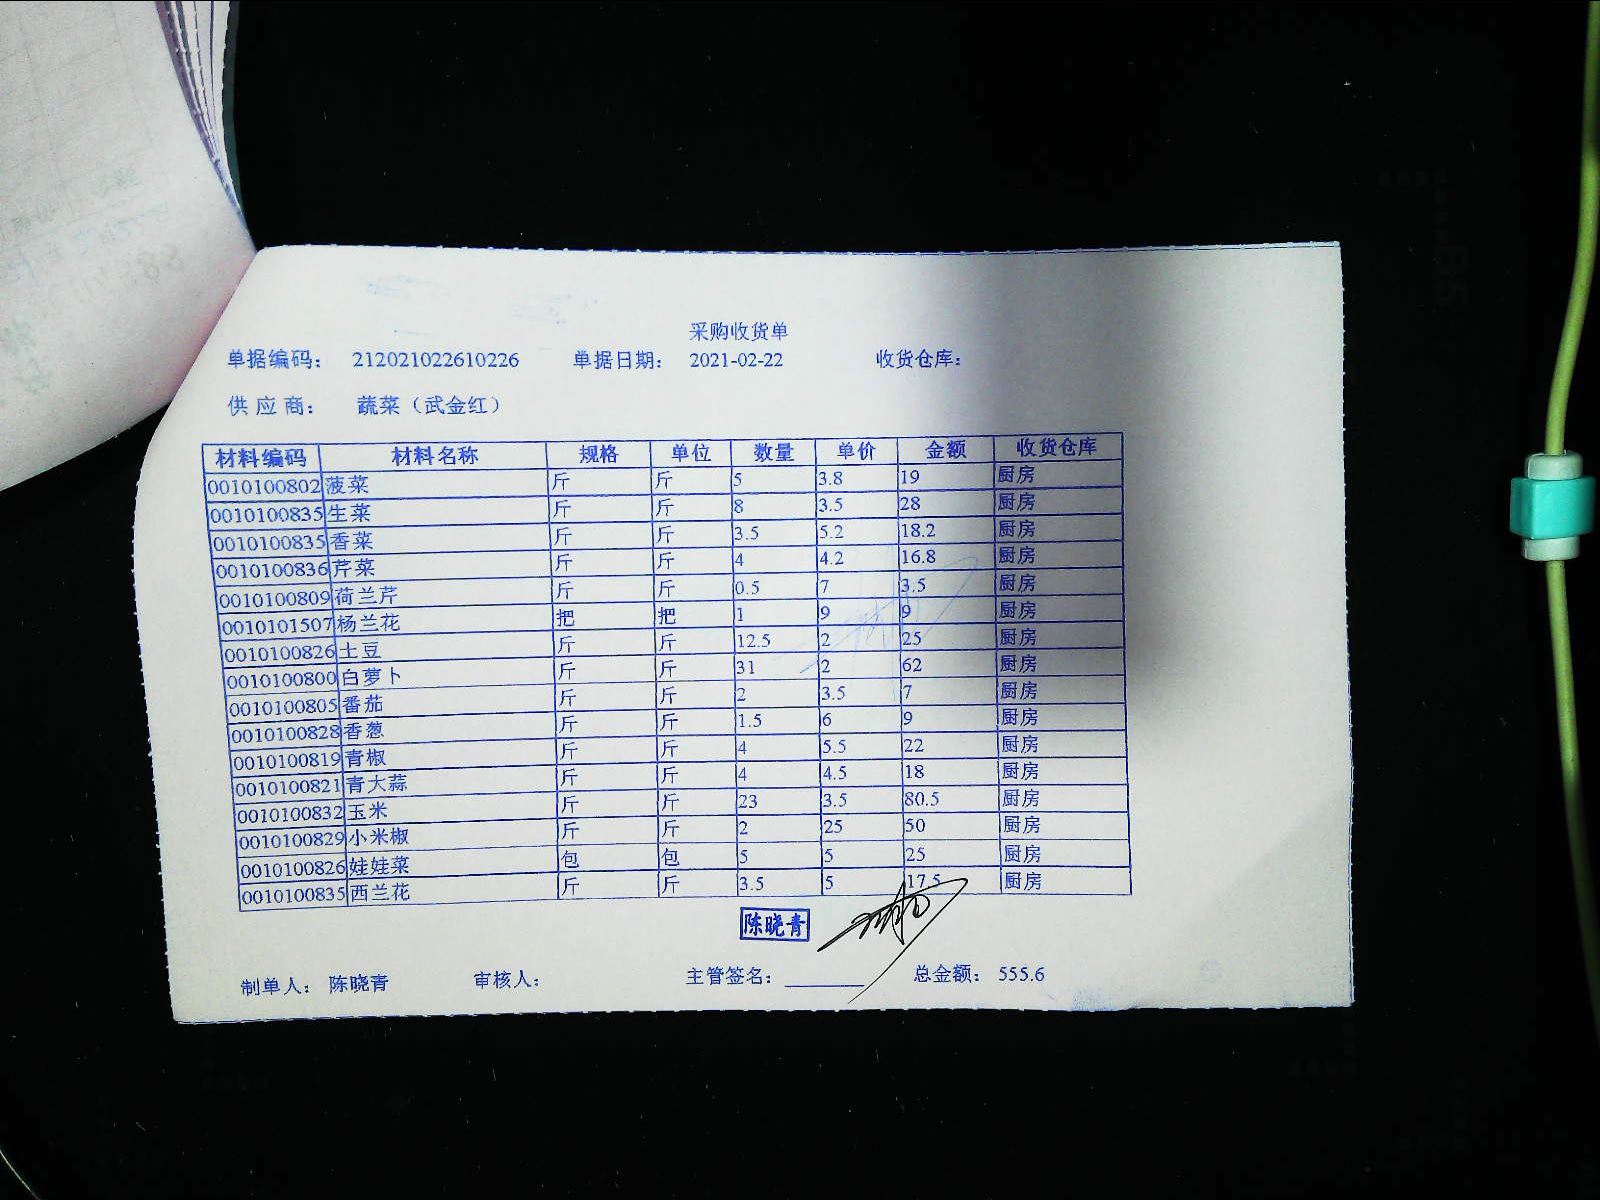 采购收货单
单据编码： 212021022610226 单据日期： 2021-02-22 收货仓库：
供 应 商： 蔬菜（武金红）
材料编码 材料名称 规格 单位 数量 单价 金额 收货仓库
0010100802 菠菜 斤 斤 5 3.8 19 厨房
0010100835 生菜 斤 斤 8 3.5 28 厨房
0010100835 香菜 斤 斤 3.5 5.2 18.2 厨房
0010100836 芹菜 斤 斤 4 4.2 16.8 厨房
0010100809 荷兰芹 斤 斤 0.5 7 3.5 厨房
0010101507 杨兰花 把 把 1 9 9 厨房
0010100826 土豆 斤 斤 12.5 2 25 厨房
0010100800 白萝卜 斤 斤 31 2 62 厨房
0010100805 番茄 斤 斤 2 3.5 7 厨房
0010100828 香葱 斤 斤 1.5 6 9 厨房
0010100819 青椒 斤 斤 4 5.5 22 厨房
0010100821 青大蒜 斤 斤 4 4.5 18 厨房
0010100832 玉米 斤 斤 23 3.5 80.5 厨房
0010100829 小米椒 斤 斤 2 25 50 厨房
0010100826 娃娃菜 包 包 5 5 25 厨房
0010100835 西兰花 斤 斤 3.5 5 17.5 厨房
陈晓青
制单人： 陈晓青 审核人： 主管签名： 总金额： 555.6